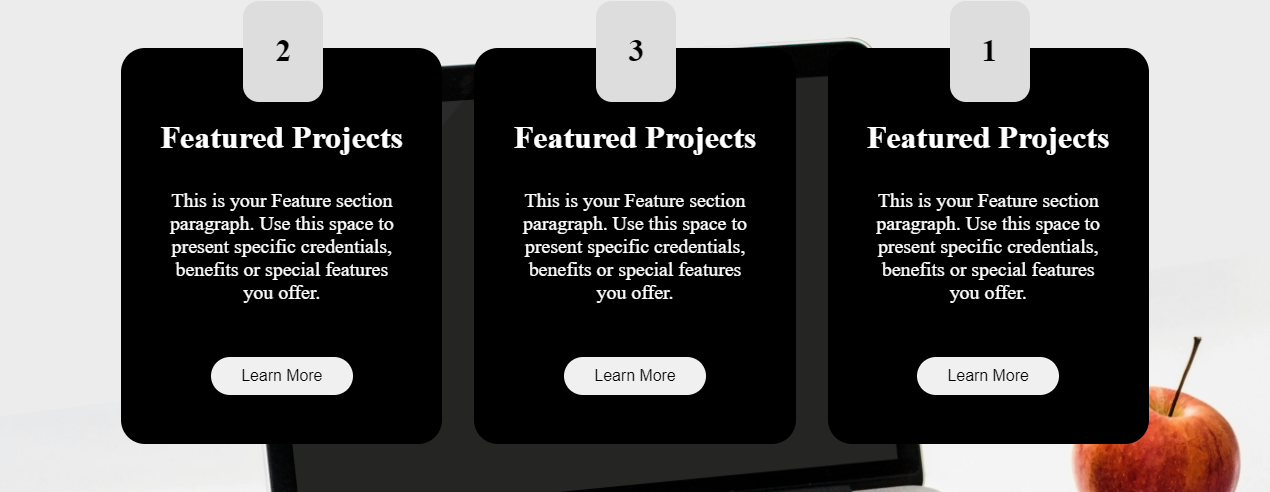 2
Featured Projects
This is your Feature section
paragraph. Use this space to
present specific credentials,
benefits or special features
you offer.
Learn More
3
Featured Projects
This is your Feature section
paragraph. Use this space to
present specific credentials,
benefits or special features
you offer.
Learn More
1
Featured Projects
This is your Feature section
paragraph. Use this space to
present specific credentials,
benefits or special features
you offer.
Learn More